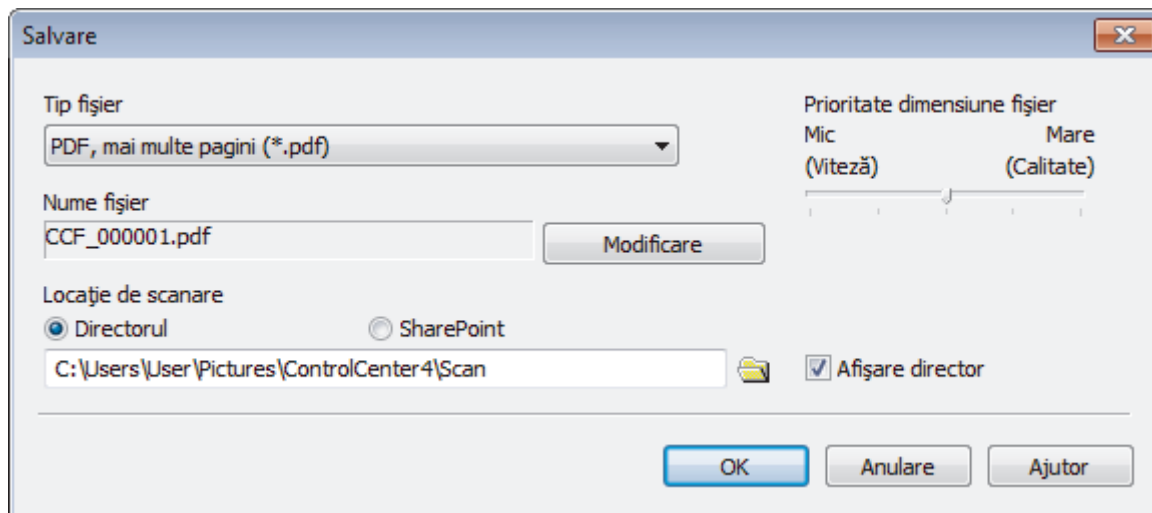 Salvare
Tip fişier
PDF, mai multe pagini (*.pdf)
Prioritate dimensiune fişier
Mic Mare
(Viteză) (Calitate)
Nume fişier
CCF_000001.pdf
Modificare
Locaţie de scanare
Directorul SharePoint
C:\Users\User\Pictures\ControlCenter4\Scan
Afişare director
OK Anulare Ajutor